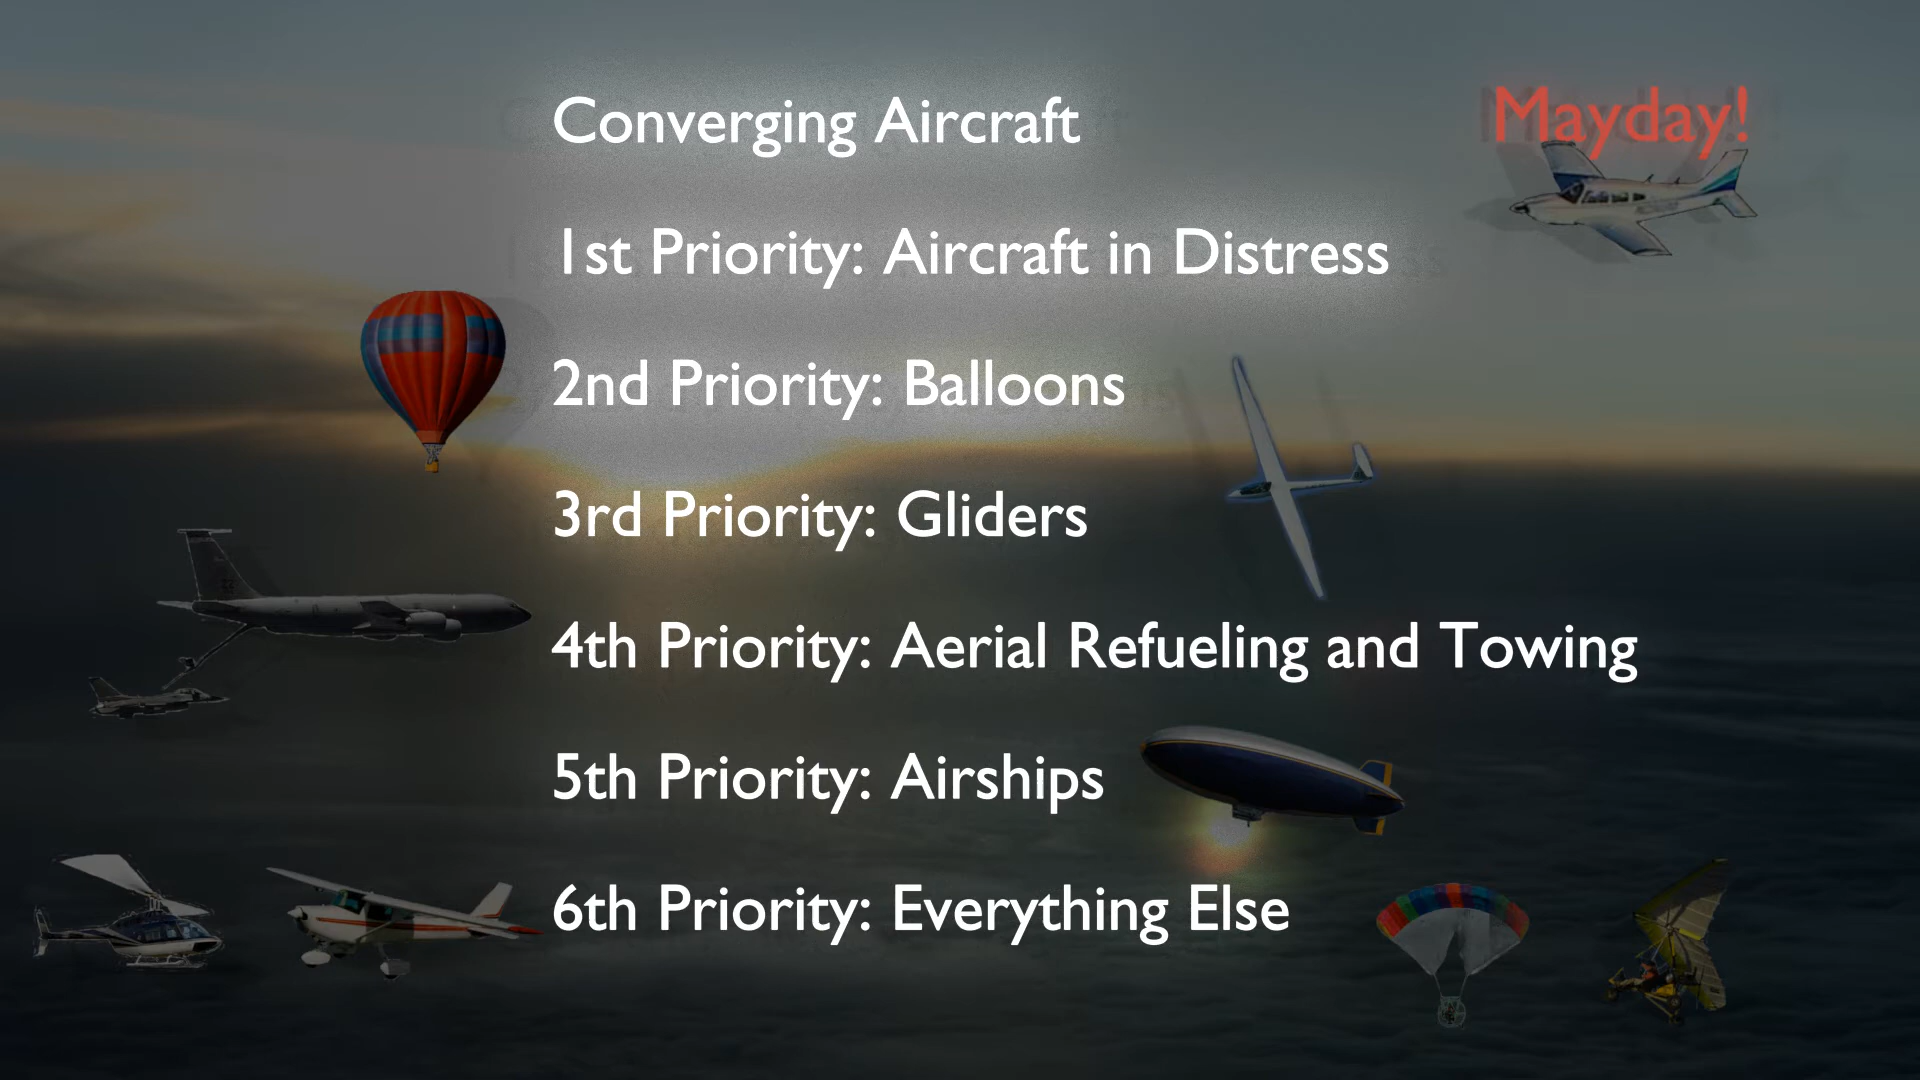 Converging Aircraft
Mayday!
1st Priority: Aircraft in Distress
2nd Priority: Balloons
3rd Priority: Gliders
4th Priority: Aerial Refueling and Towing
5th Priority: Airships
6th Priority: Everything Else